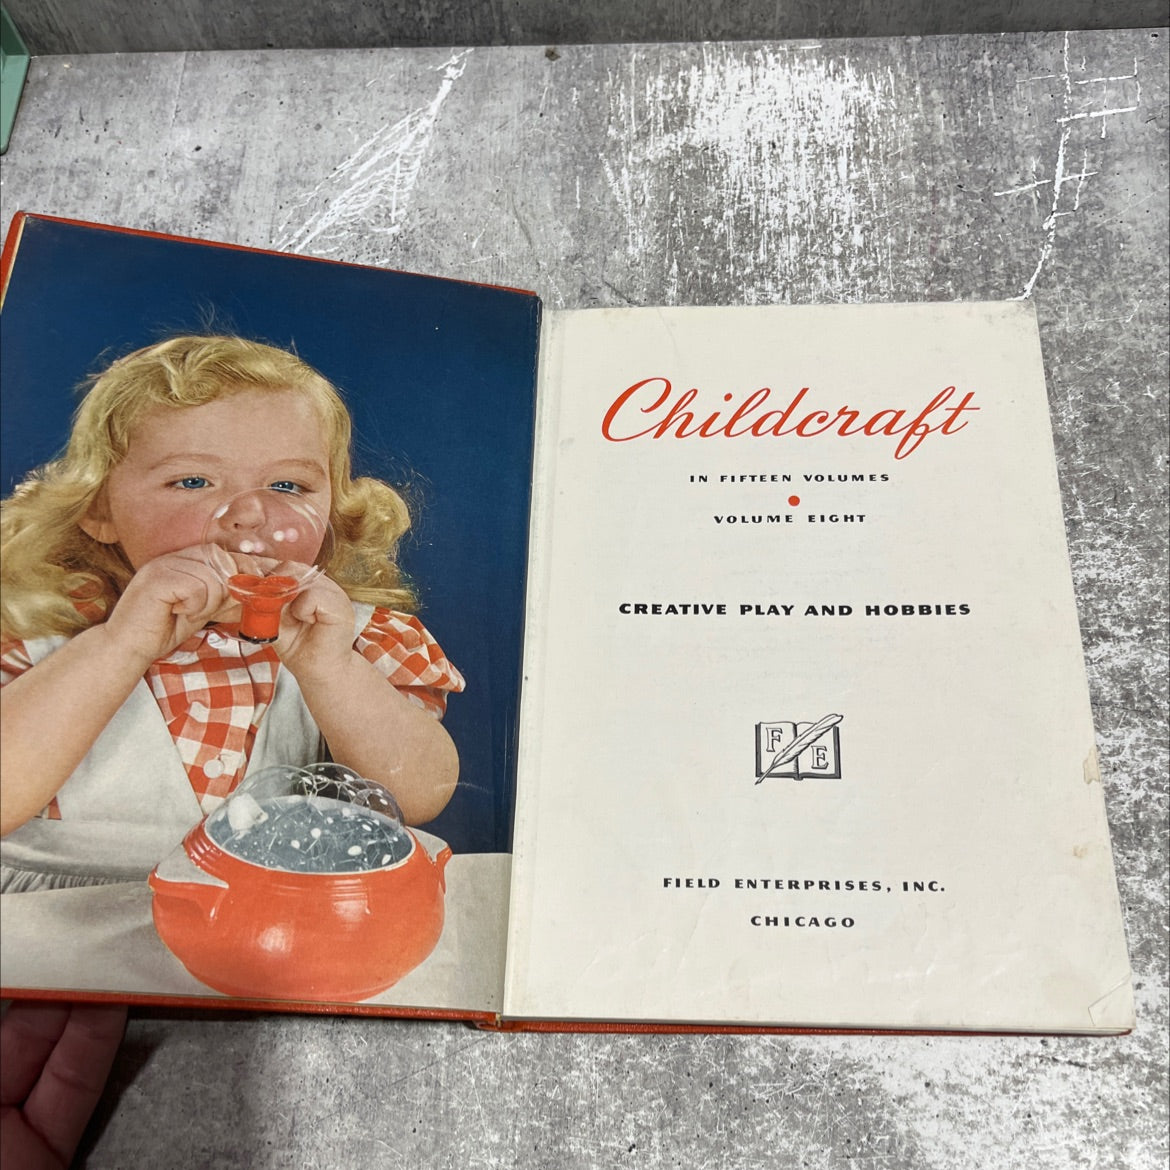 Childcraft
IN FIFTEEN VOLUMES
VOLUME EIGHT
CREATIVE PLAY AND HOBBIES
F E
FIELD ENTERPRISES, INC.
CHICAGO